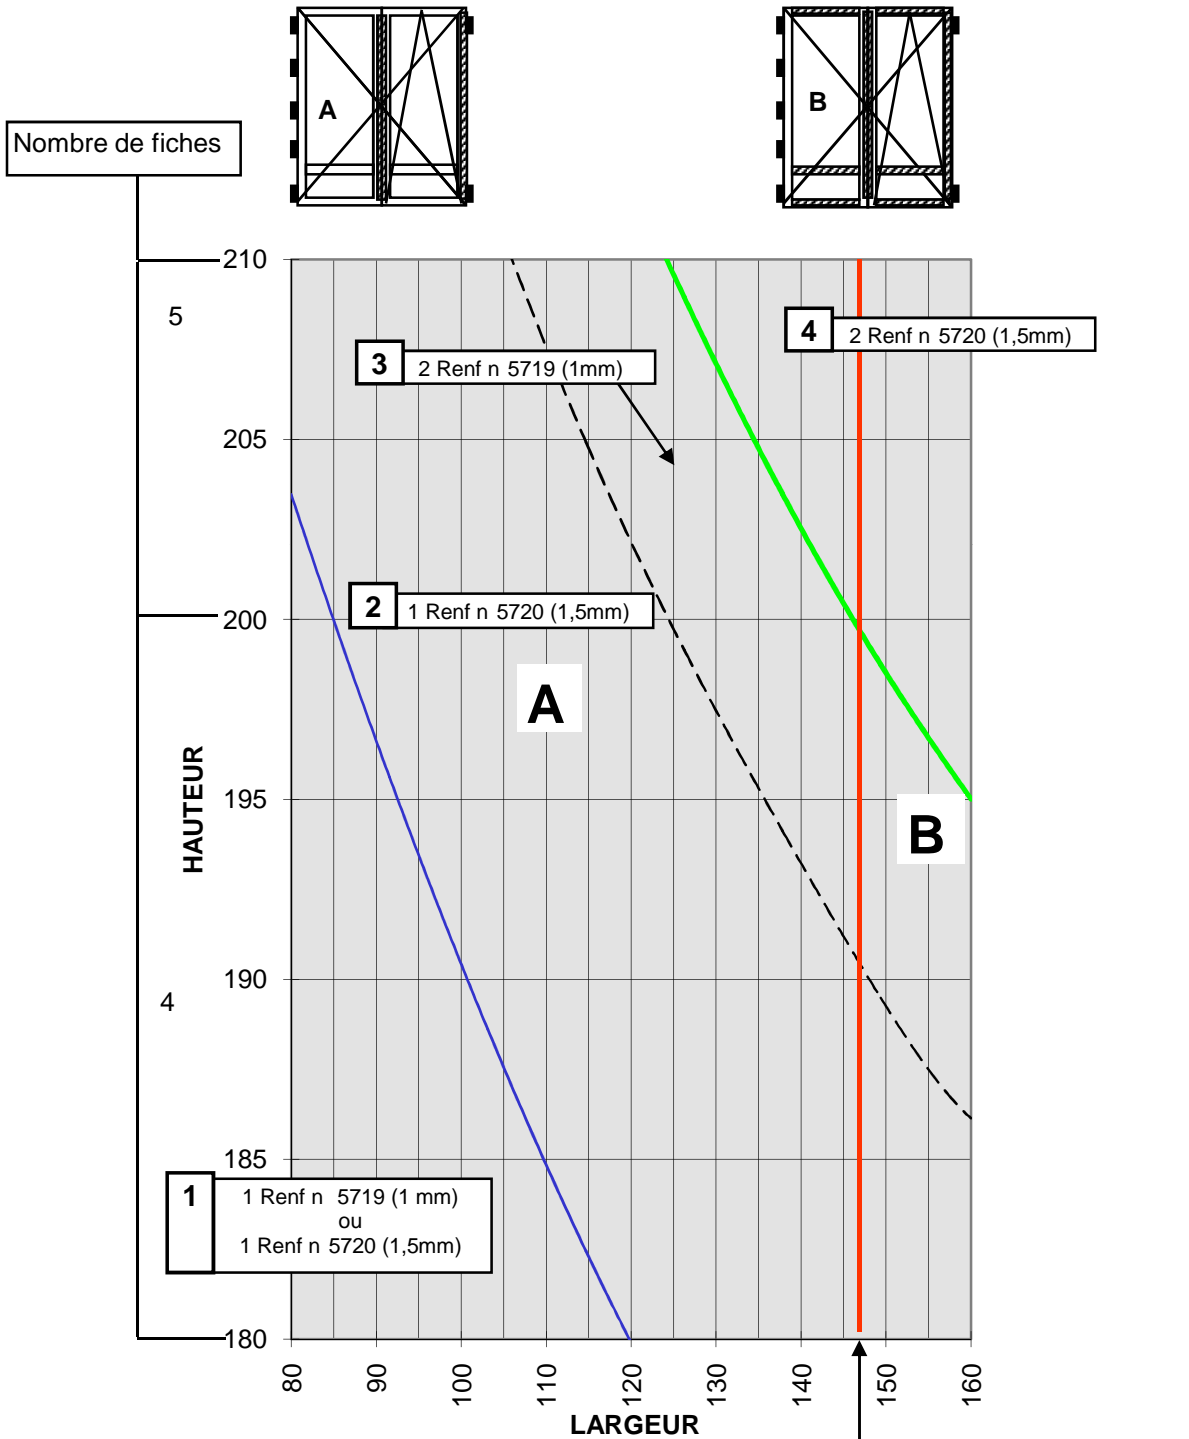 A
B
Nombre de fiches
210
5
4
2 Renf n 5720 (1,5mm)
3
2 Renf n 5719 (1mm)
205
2
1 Renf n 5720 (1,5mm)
200
A
HAUTEUR
195
B
190
4
185
1
1 Renf n 5719 (1 mm)
ou
1 Renf n 5720 (1,5mm)
180
80 90 100 110 120 130 140 150 160
LARGEUR